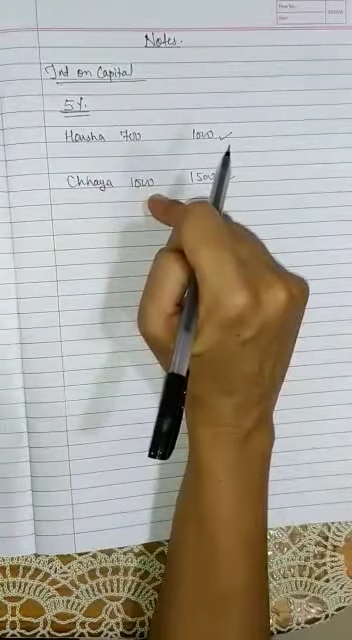 Notes.
Int on Capital
5%.
Harsha 700 1000 ✓
Chhaya 1000 1500